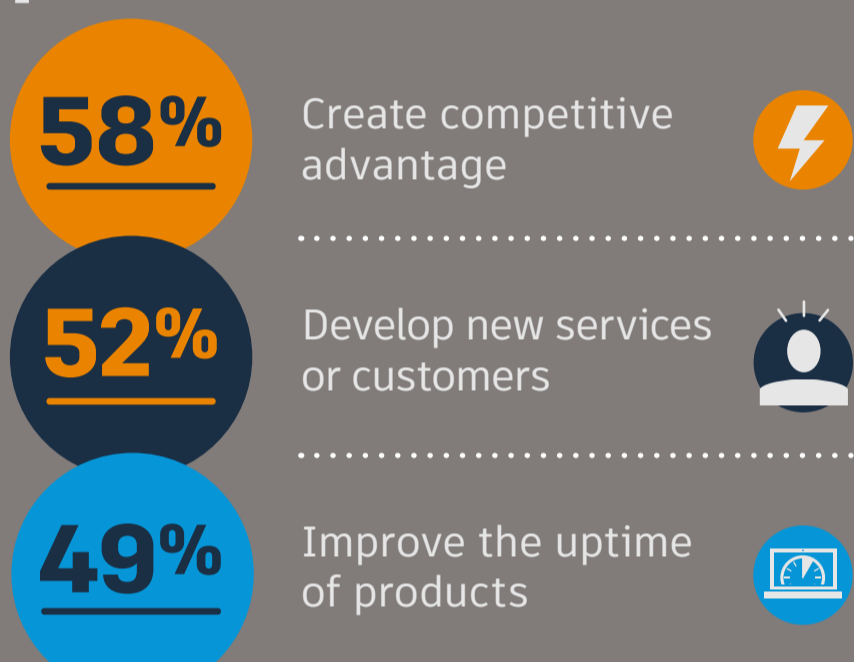 58%
Create competitive
advantage
52%
Develop new services
or customers
49%
Improve the uptime
of products